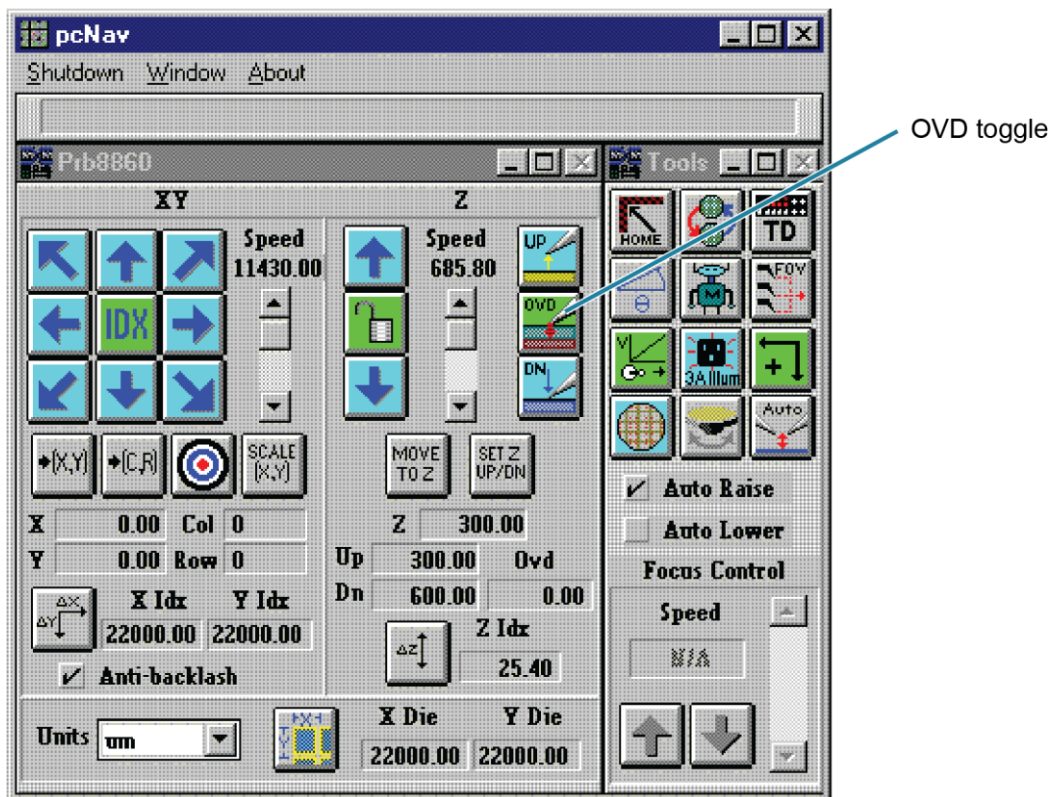 pcNav
Shutdown Window About
OVD toggle
Prb8860
XY
Speed
11430.00
IDX
→(X,Y) →(C,R) SCALE (X,Y)
X 0.00 Col 0
Y 0.00 Row 0
ΔX
ΔY
X Idx Y Idx
22000.00 22000.00
✓ Anti-backlash
Z
Speed
685.80
UP
OVD
DN
MOVE TO Z
SET Z UP/DN
Z 300.00
Up 300.00 Ovd
Dn 600.00 0.00
ΔZ
Z Idx
25.40
Units um
X
Y
X Die Y Die
22000.00 22000.00
Tools
HOME
TD
θ
M
FOV
V
3A Illum
+
Auto
✓ Auto Raise
Auto Lower
Focus Control
Speed
N/A